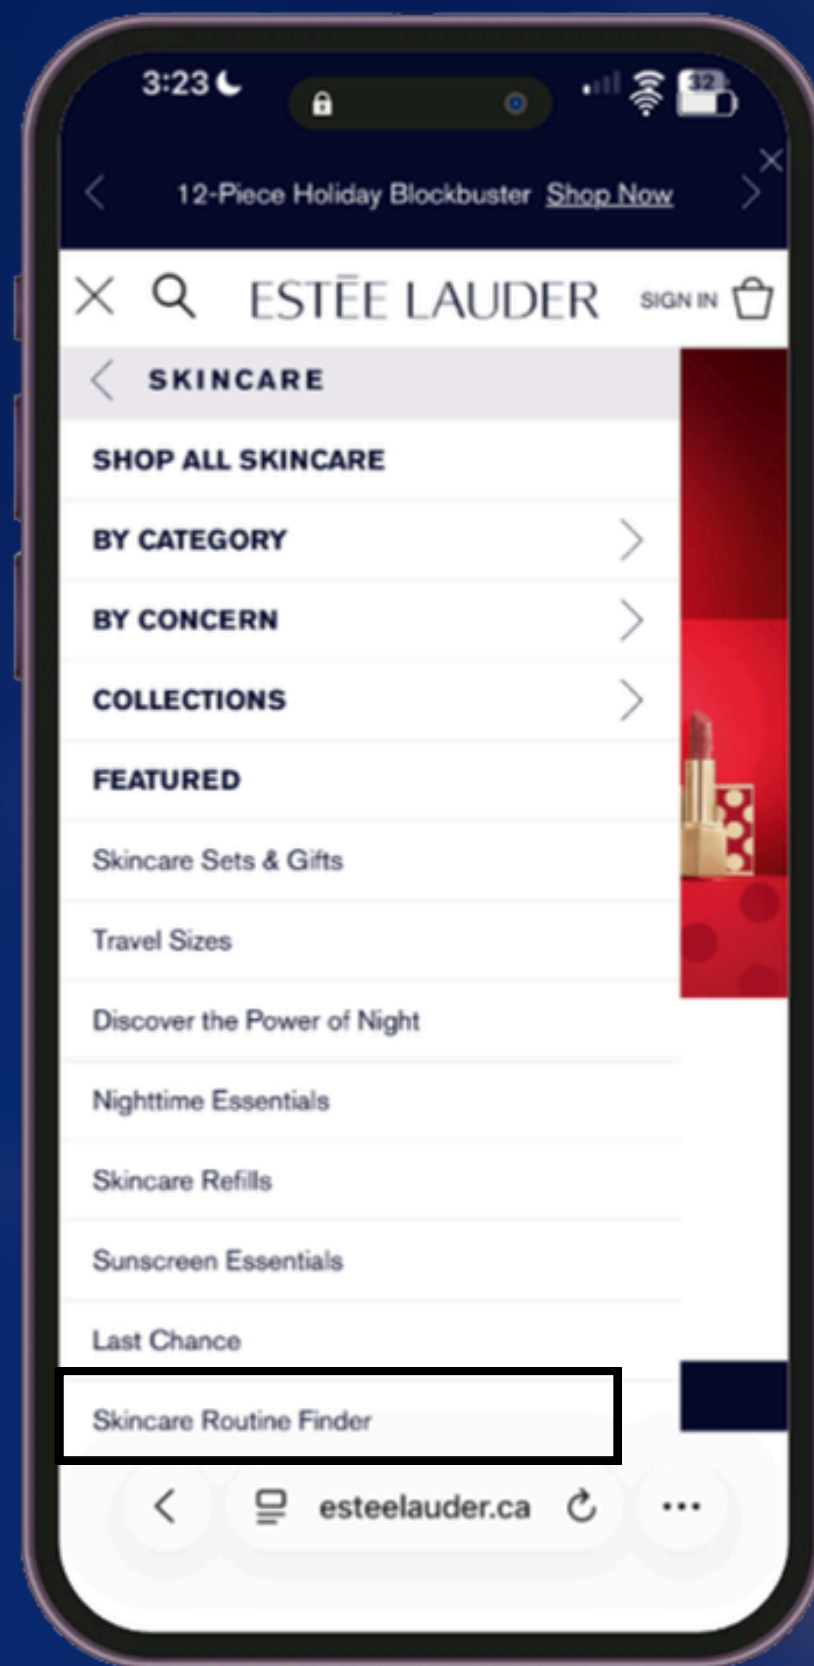 3:23
32
12-Piece Holiday Blockbuster Shop Now
ESTĒE LAUDER SIGN IN
SKINCARE
SHOP ALL SKINCARE
BY CATEGORY
BY CONCERN
COLLECTIONS
FEATURED
Skincare Sets & Gifts
Travel Sizes
Discover the Power of Night
Nighttime Essentials
Skincare Refills
Sunscreen Essentials
Last Chance
Skincare Routine Finder
esteelauder.ca